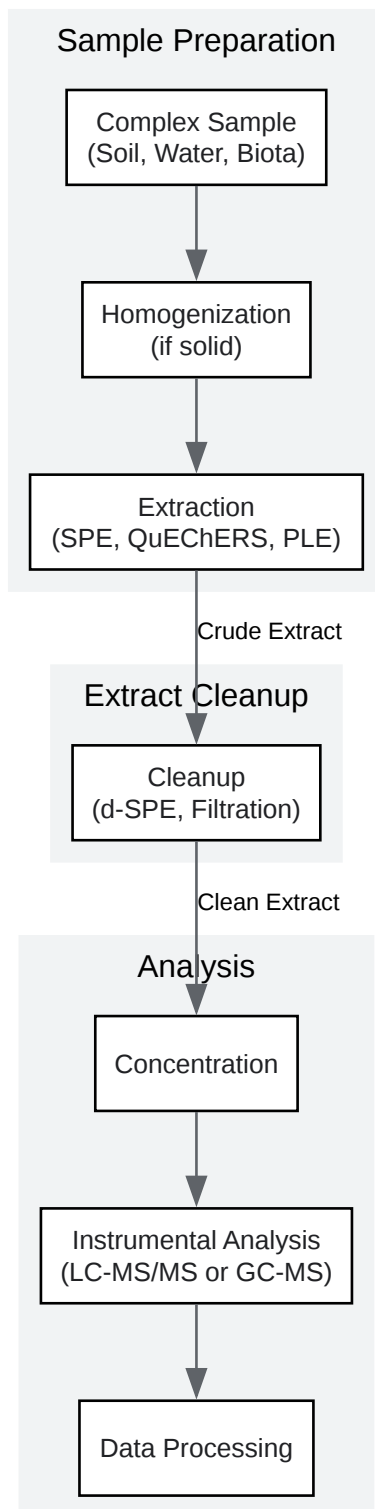 Sample Preparation
Complex Sample
(Soil, Water, Biota)
Homogenization
(if solid)
Extraction
(SPE, QuEChERS, PLE)
Crude Extract
Extract Cleanup
Cleanup
(d-SPE, Filtration)
Clean Extract
Analysis
Concentration
Instrumental Analysis
(LC-MS/MS or GC-MS)
Data Processing